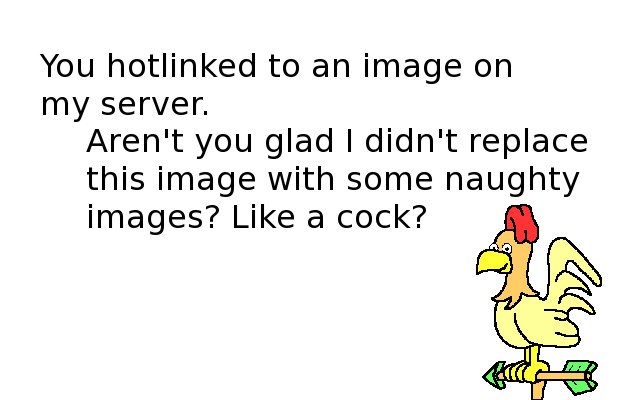 You hotlinked to an image on
my server.
Aren't you glad I didn't replace
this image with some naughty
images? Like a cock?